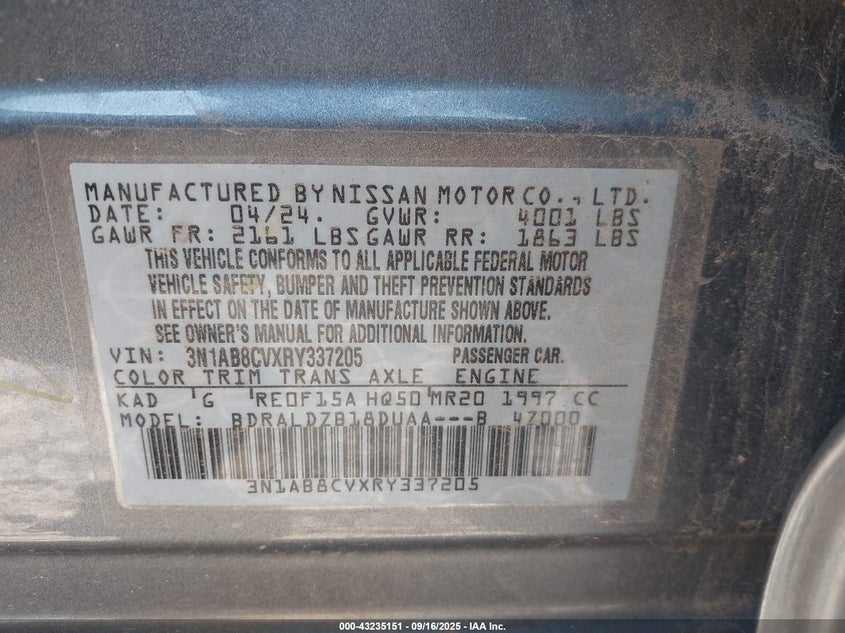 MANUFACTURED BY NISSAN MOTOR CO., LTD.
DATE: 04/24. GVWR: 4001 LBS
GAWR FR: 2161 LBS GAWR RR: 1863 LBS
THIS VEHICLE CONFORMS TO ALL APPLICABLE FEDERAL MOTOR
VEHICLE SAFETY, BUMPER AND THEFT PREVENTION STANDARDS
IN EFFECT ON THE DATE OF MANUFACTURE SHOWN ABOVE.
SEE OWNER'S MANUAL FOR ADDITIONAL INFORMATION.
VIN: 3N1AB8CVXRY337205 PASSENGER CAR.
COLOR TRIM TRANS AXLE ENGINE
KAD G RE0F15A HQ50 MR20 1997 CC
MODEL: BDRALDZB18DUAA---B 4Z000
3N1AB8CVXRY337205
000-43235151 - 09/16/2025 - IAA Inc.